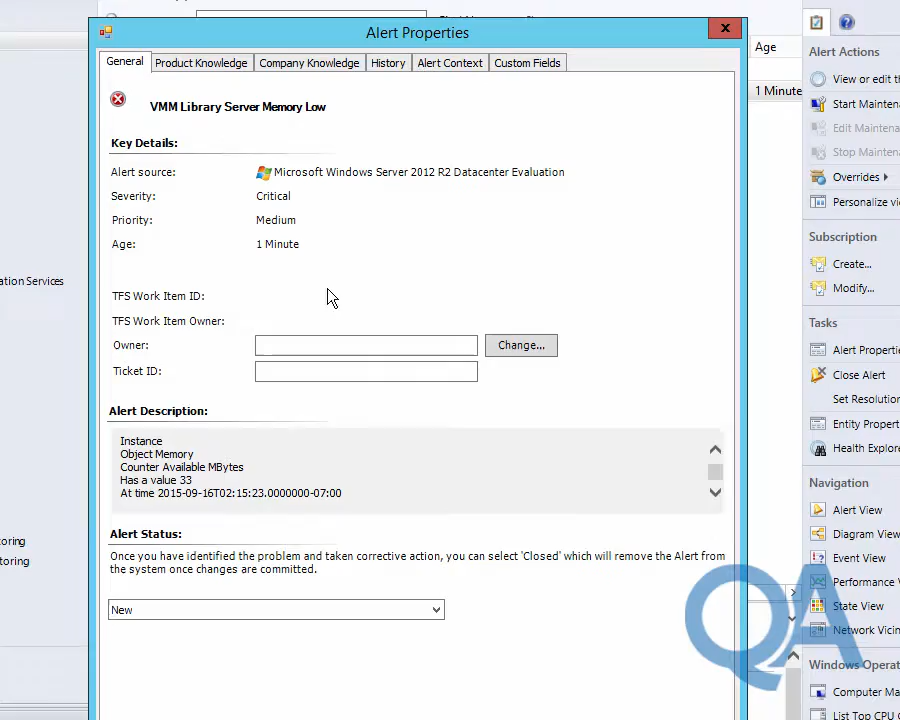 Alert Properties
x
General
Product Knowledge
Company Knowledge
History
Alert Context
Custom Fields
VMM Library Server Memory Low
Key Details:
Alert source:
Microsoft Windows Server 2012 R2 Datacenter Evaluation
Severity:
Critical
Priority:
Medium
Age:
1 Minute
TFS Work Item ID:
TFS Work Item Owner:
Owner:
Change...
Ticket ID:
Alert Description:
Instance
Object Memory
Counter Available MBytes
Has a value 33
At time 2015-09-16T02:15:23.0000000-07:00
Alert Status:
Once you have identified the problem and taken corrective action, you can select 'Closed' which will remove the Alert from
the system once changes are committed.
New
ation Services
oring
toring
Age
1 Minute
Alert Actions
View or edit th
Start Maintena
Edit Maintena
Stop Maintena
Overrides
Personalize vi
Subscription
Create...
Modify...
Tasks
Alert Properti
Close Alert
Set Resolution
Entity Propert
Health Explore
Navigation
Alert View
Diagram View
Event View
Performance V
State View
Network Vicin
Windows Operat
Computer Ma
List Top CPU
QA